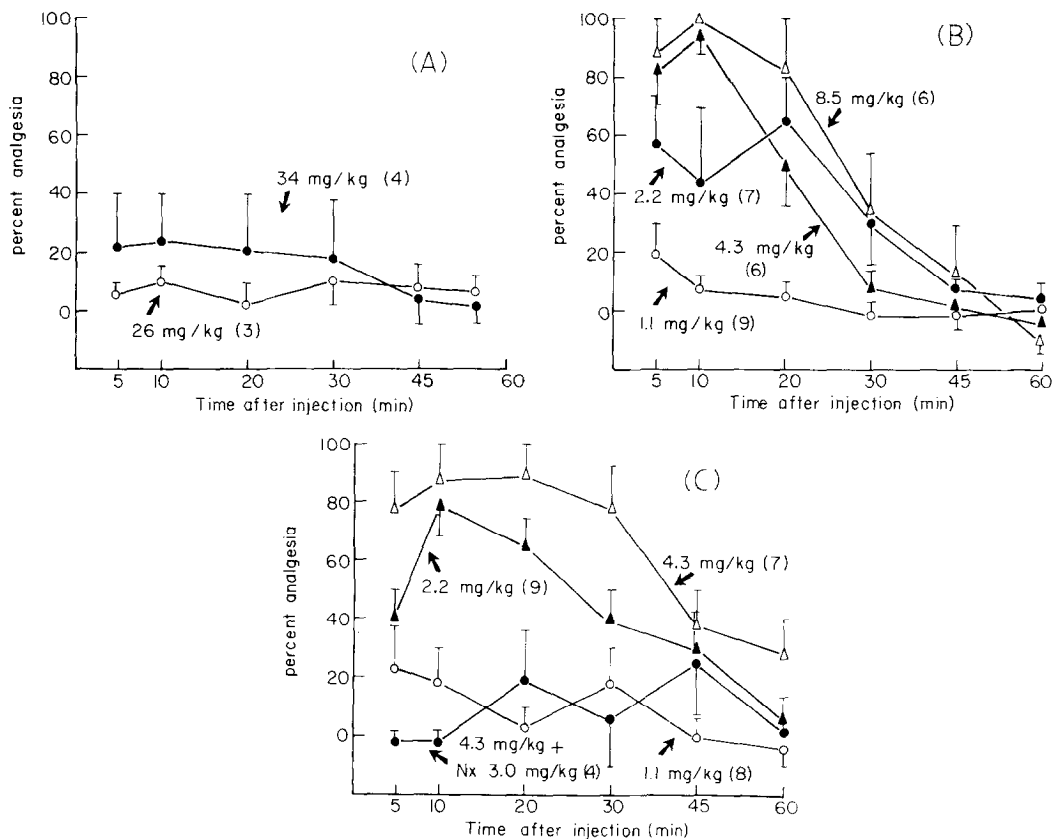 (A)
percent analgesia
100
80
60
40
20
0
34 mg/kg (4)
26 mg/kg (3)
5 10 20 30 45 60
Time after injection (min)
(B)
percent analgesia
100
80
60
40
20
0
8.5 mg/kg (6)
2.2 mg/kg (7)
4.3 mg/kg
(6)
1.1 mg/kg (9)
5 10 20 30 45 60
Time after injection (min)
(C)
percent analgesia
100
80
60
40
20
0
4.3 mg/kg (7)
2.2 mg/kg (9)
4.3 mg/kg +
Nx 3.0 mg/kg (4)
1.1 mg/kg (8)
5 10 20 30 45 60
Time after injection (min)